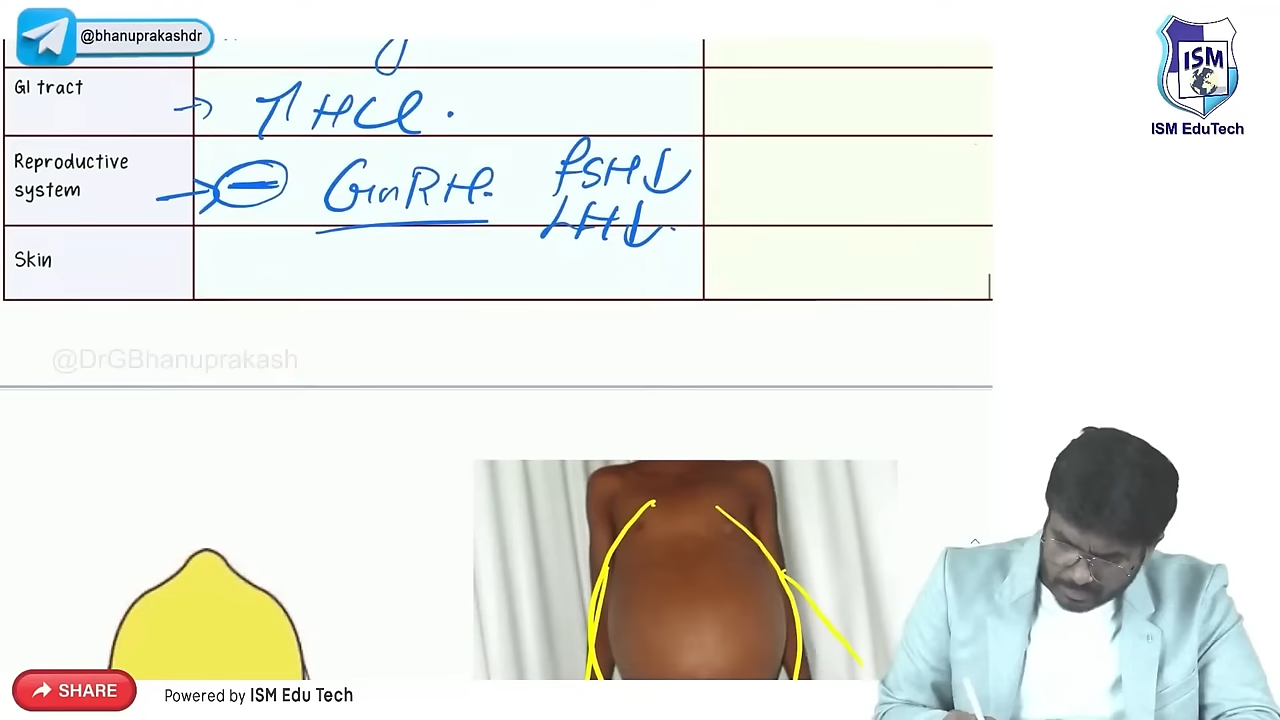 @bhanuprakashdr
ISM
ISM EduTech
GI tract
→ ↑ HCl.
Reproductive
system
→ − GnRH. FSH↓
LH↓.
Skin
@DrGBhanuprakash
SHARE
Powered by ISM Edu Tech